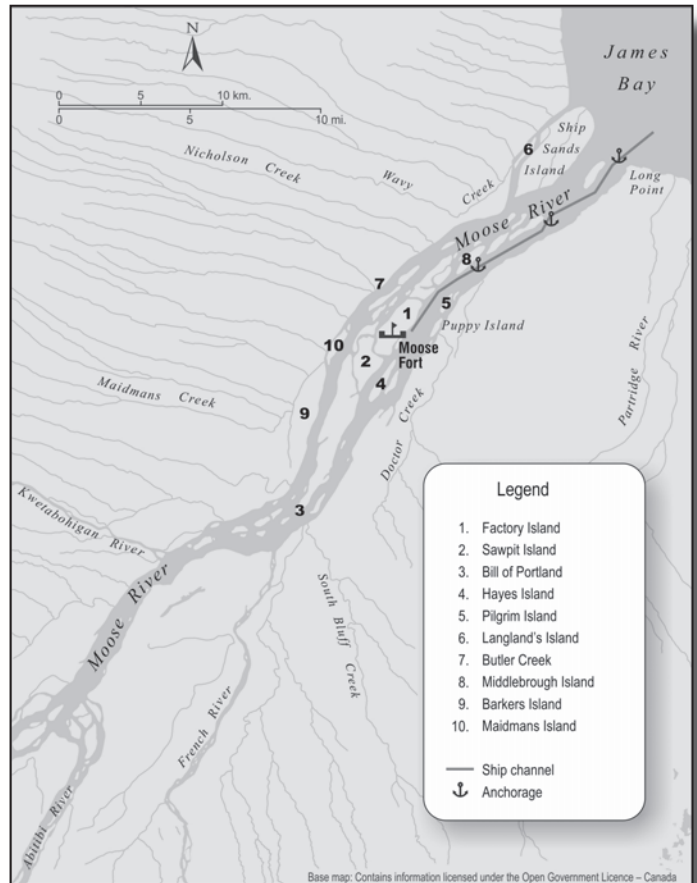 N
0 5 10 km.
0 5 10 mi.
James
Bay
Ship
Sands
Island
6
Nicholson Creek
Wavy
Creek
Long
Point
Moose River
8
7
5
1
Puppy Island
10
Moose
Fort
2
4
Partridge River
Maidmans Creek
9
Doctor Creek
3
Kwetabohigan River
Moose River
South Bluff Creek
French River
Abitibi River
Legend
1. Factory Island
2. Sawpit Island
3. Bill of Portland
4. Hayes Island
5. Pilgrim Island
6. Langland's Island
7. Butler Creek
8. Middlebrough Island
9. Barkers Island
10. Maidmans Island
Ship channel
Anchorage
Base map: Contains information licensed under the Open Government Licence – Canada